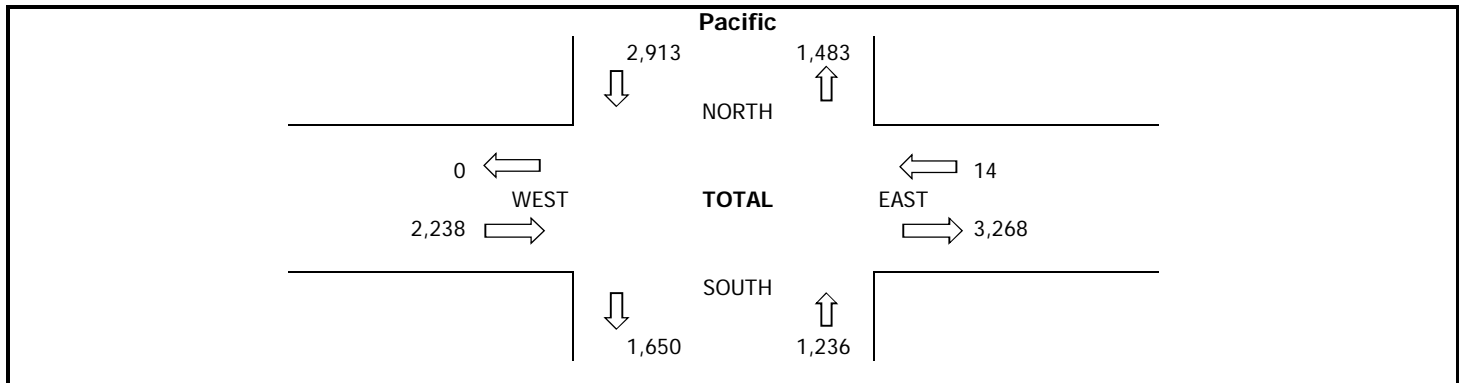 Pacific
2,913 1,483
NORTH
0 14
WEST TOTAL EAST
2,238 3,268
SOUTH
1,650 1,236